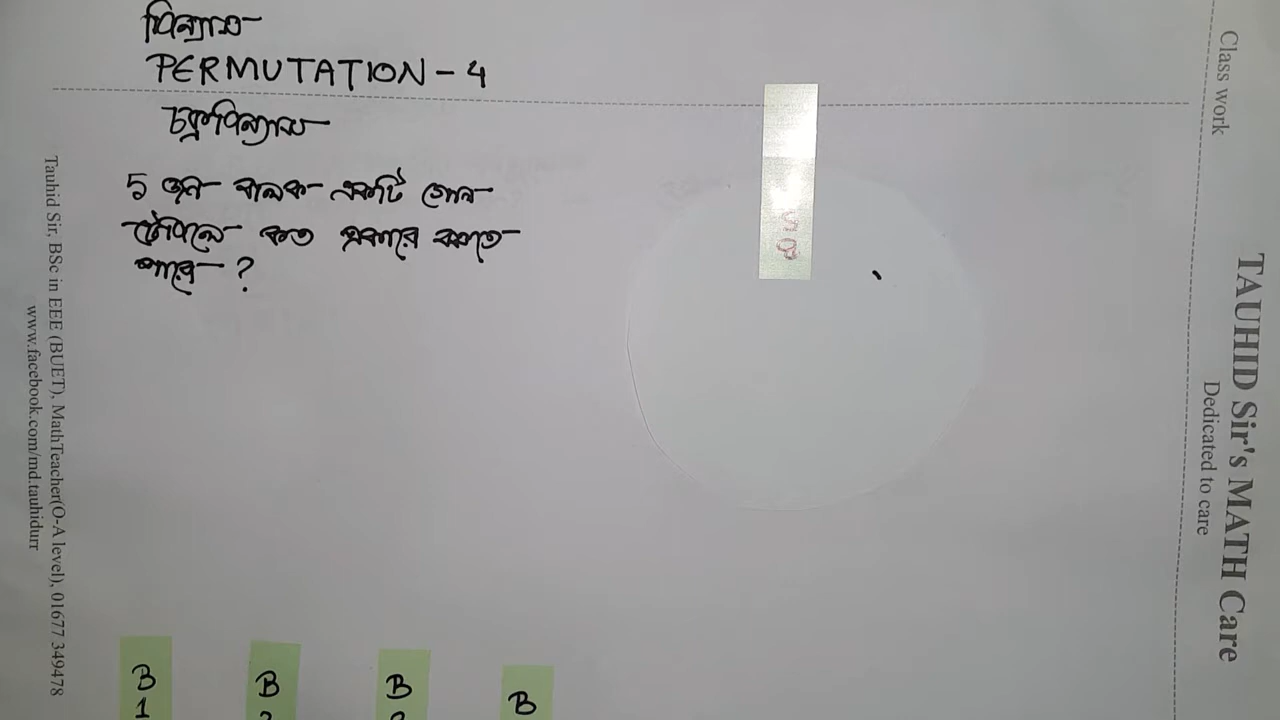 বিন্যাস
PERMUTATION - 4
চক্রবিন্যাস
5 জন বালক একটি গোল
টেবিলে কত প্রকারে বসতে
পারে ?
Class work
TAUHID Sir's MATH Care
Dedicated to care
Tauhid Sir, BSc in EEE (BUET), MathTeacher(O-A level), 01677 349478
www.facebook.com/md.tauhidurr
B
1
B
B
B